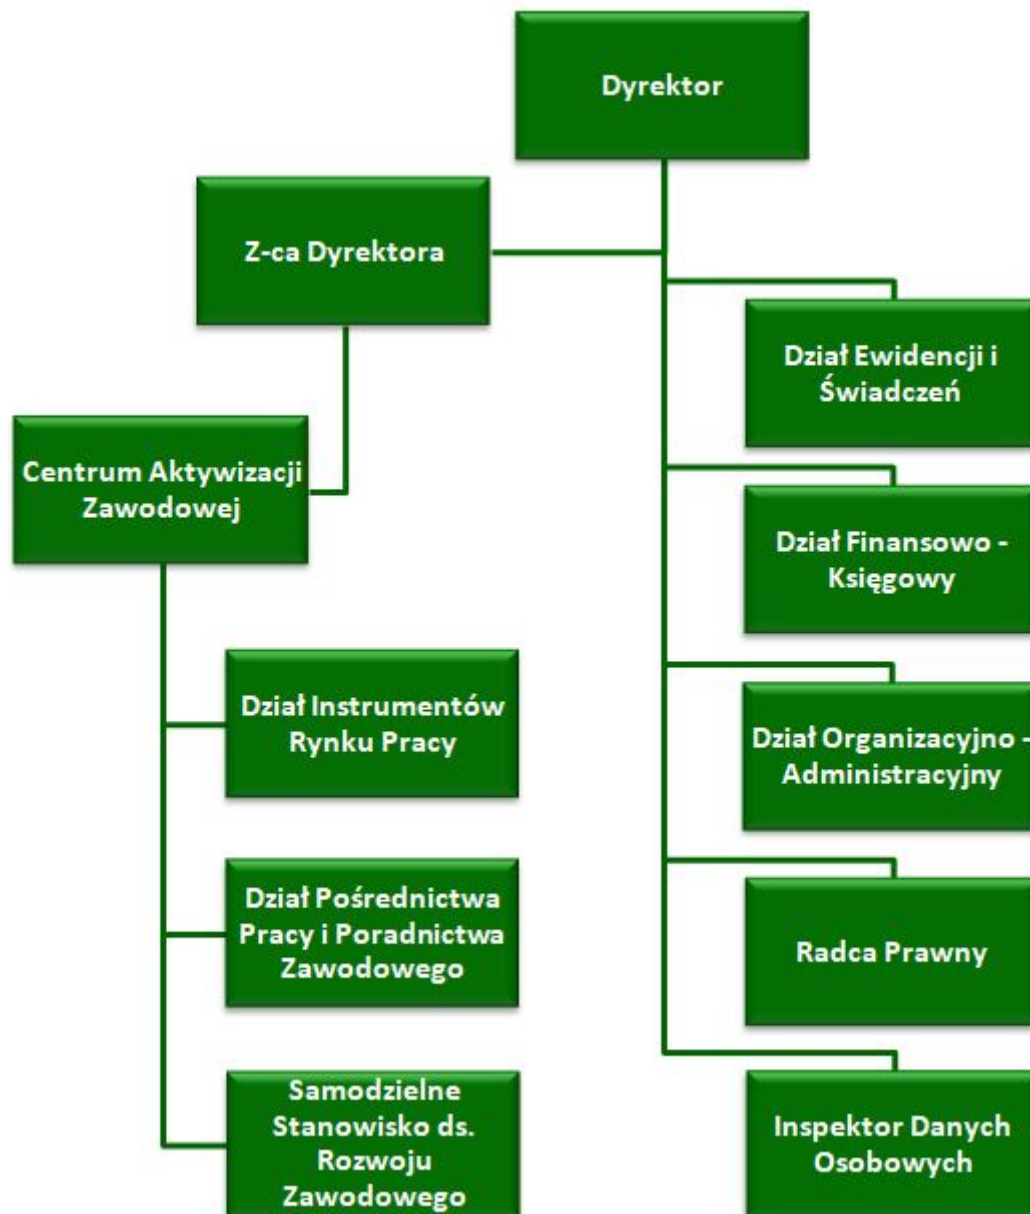 Dyrektor
Z-ca Dyrektora
Dział Ewidencji i
Świadczeń
Centrum Aktywizacji
Zawodowej
Dział Finansowo -
Księgowy
Dział Instrumentów
Rynku Pracy
Dział Organizacyjno -
Administracyjny
Dział Pośrednictwa
Pracy i Poradnictwa
Zawodowego
Radca Prawny
Samodzielne
Stanowisko ds.
Rozwoju
Zawodowego
Inspektor Danych
Osobowych